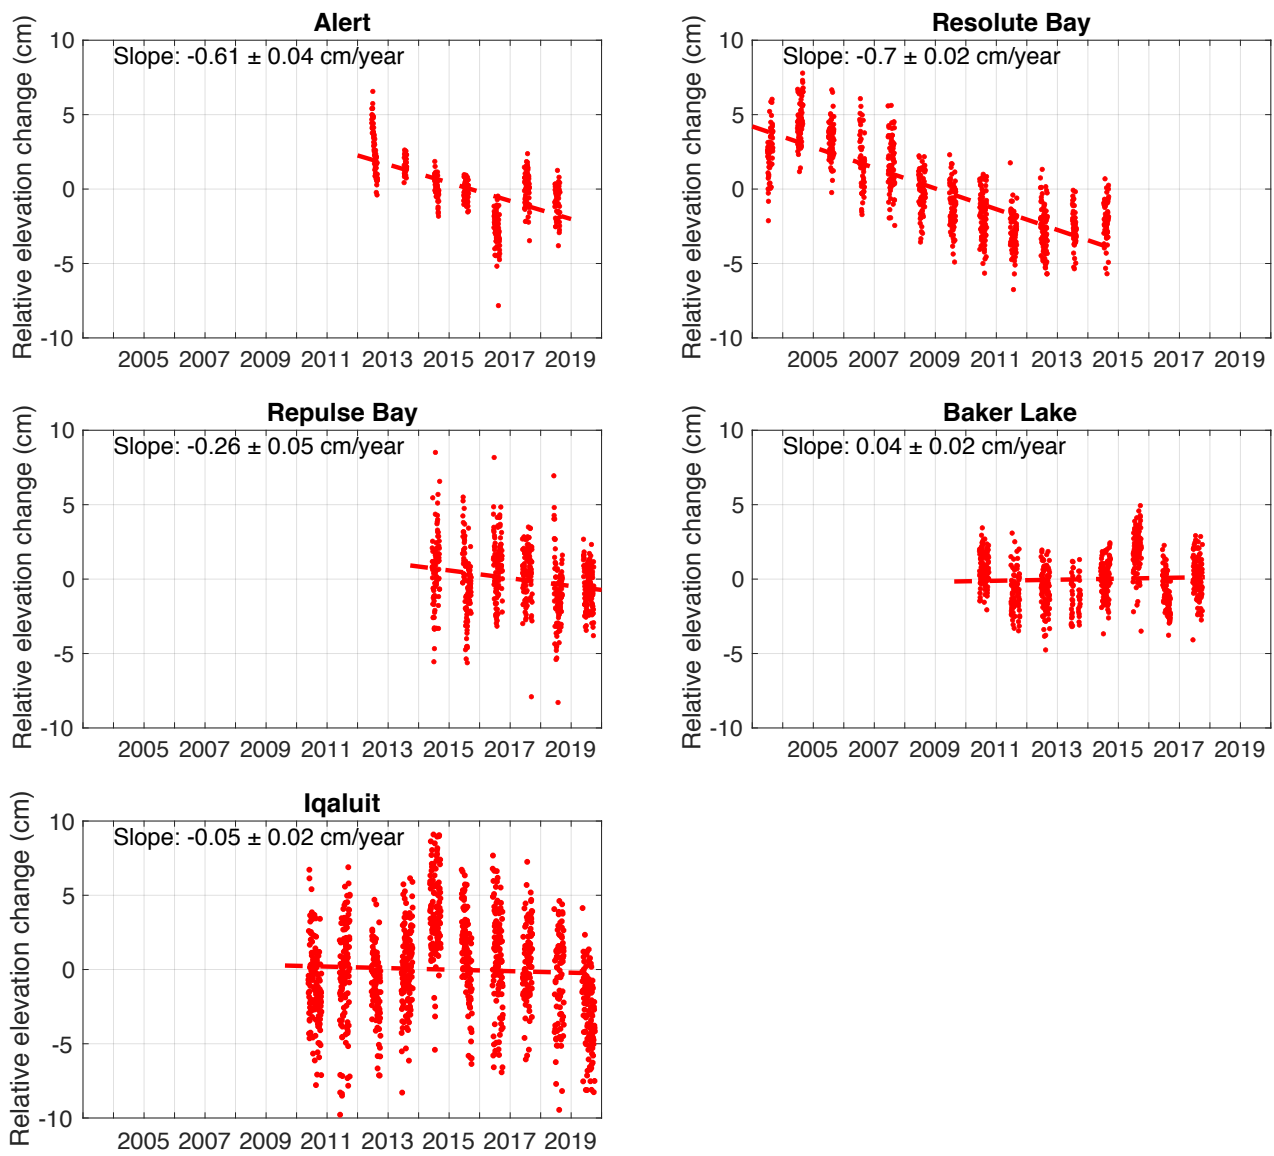 Alert
Slope: -0.61 ± 0.04 cm/year
Relative elevation change (cm)
10
5
0
-5
-10
2005 2007 2009 2011 2013 2015 2017 2019
Resolute Bay
Slope: -0.7 ± 0.02 cm/year
Relative elevation change (cm)
10
5
0
-5
-10
2005 2007 2009 2011 2013 2015 2017 2019
Repulse Bay
Slope: -0.26 ± 0.05 cm/year
Relative elevation change (cm)
10
5
0
-5
-10
2005 2007 2009 2011 2013 2015 2017 2019
Baker Lake
Slope: 0.04 ± 0.02 cm/year
Relative elevation change (cm)
10
5
0
-5
-10
2005 2007 2009 2011 2013 2015 2017 2019
Iqaluit
Slope: -0.05 ± 0.02 cm/year
Relative elevation change (cm)
10
5
0
-5
-10
2005 2007 2009 2011 2013 2015 2017 2019